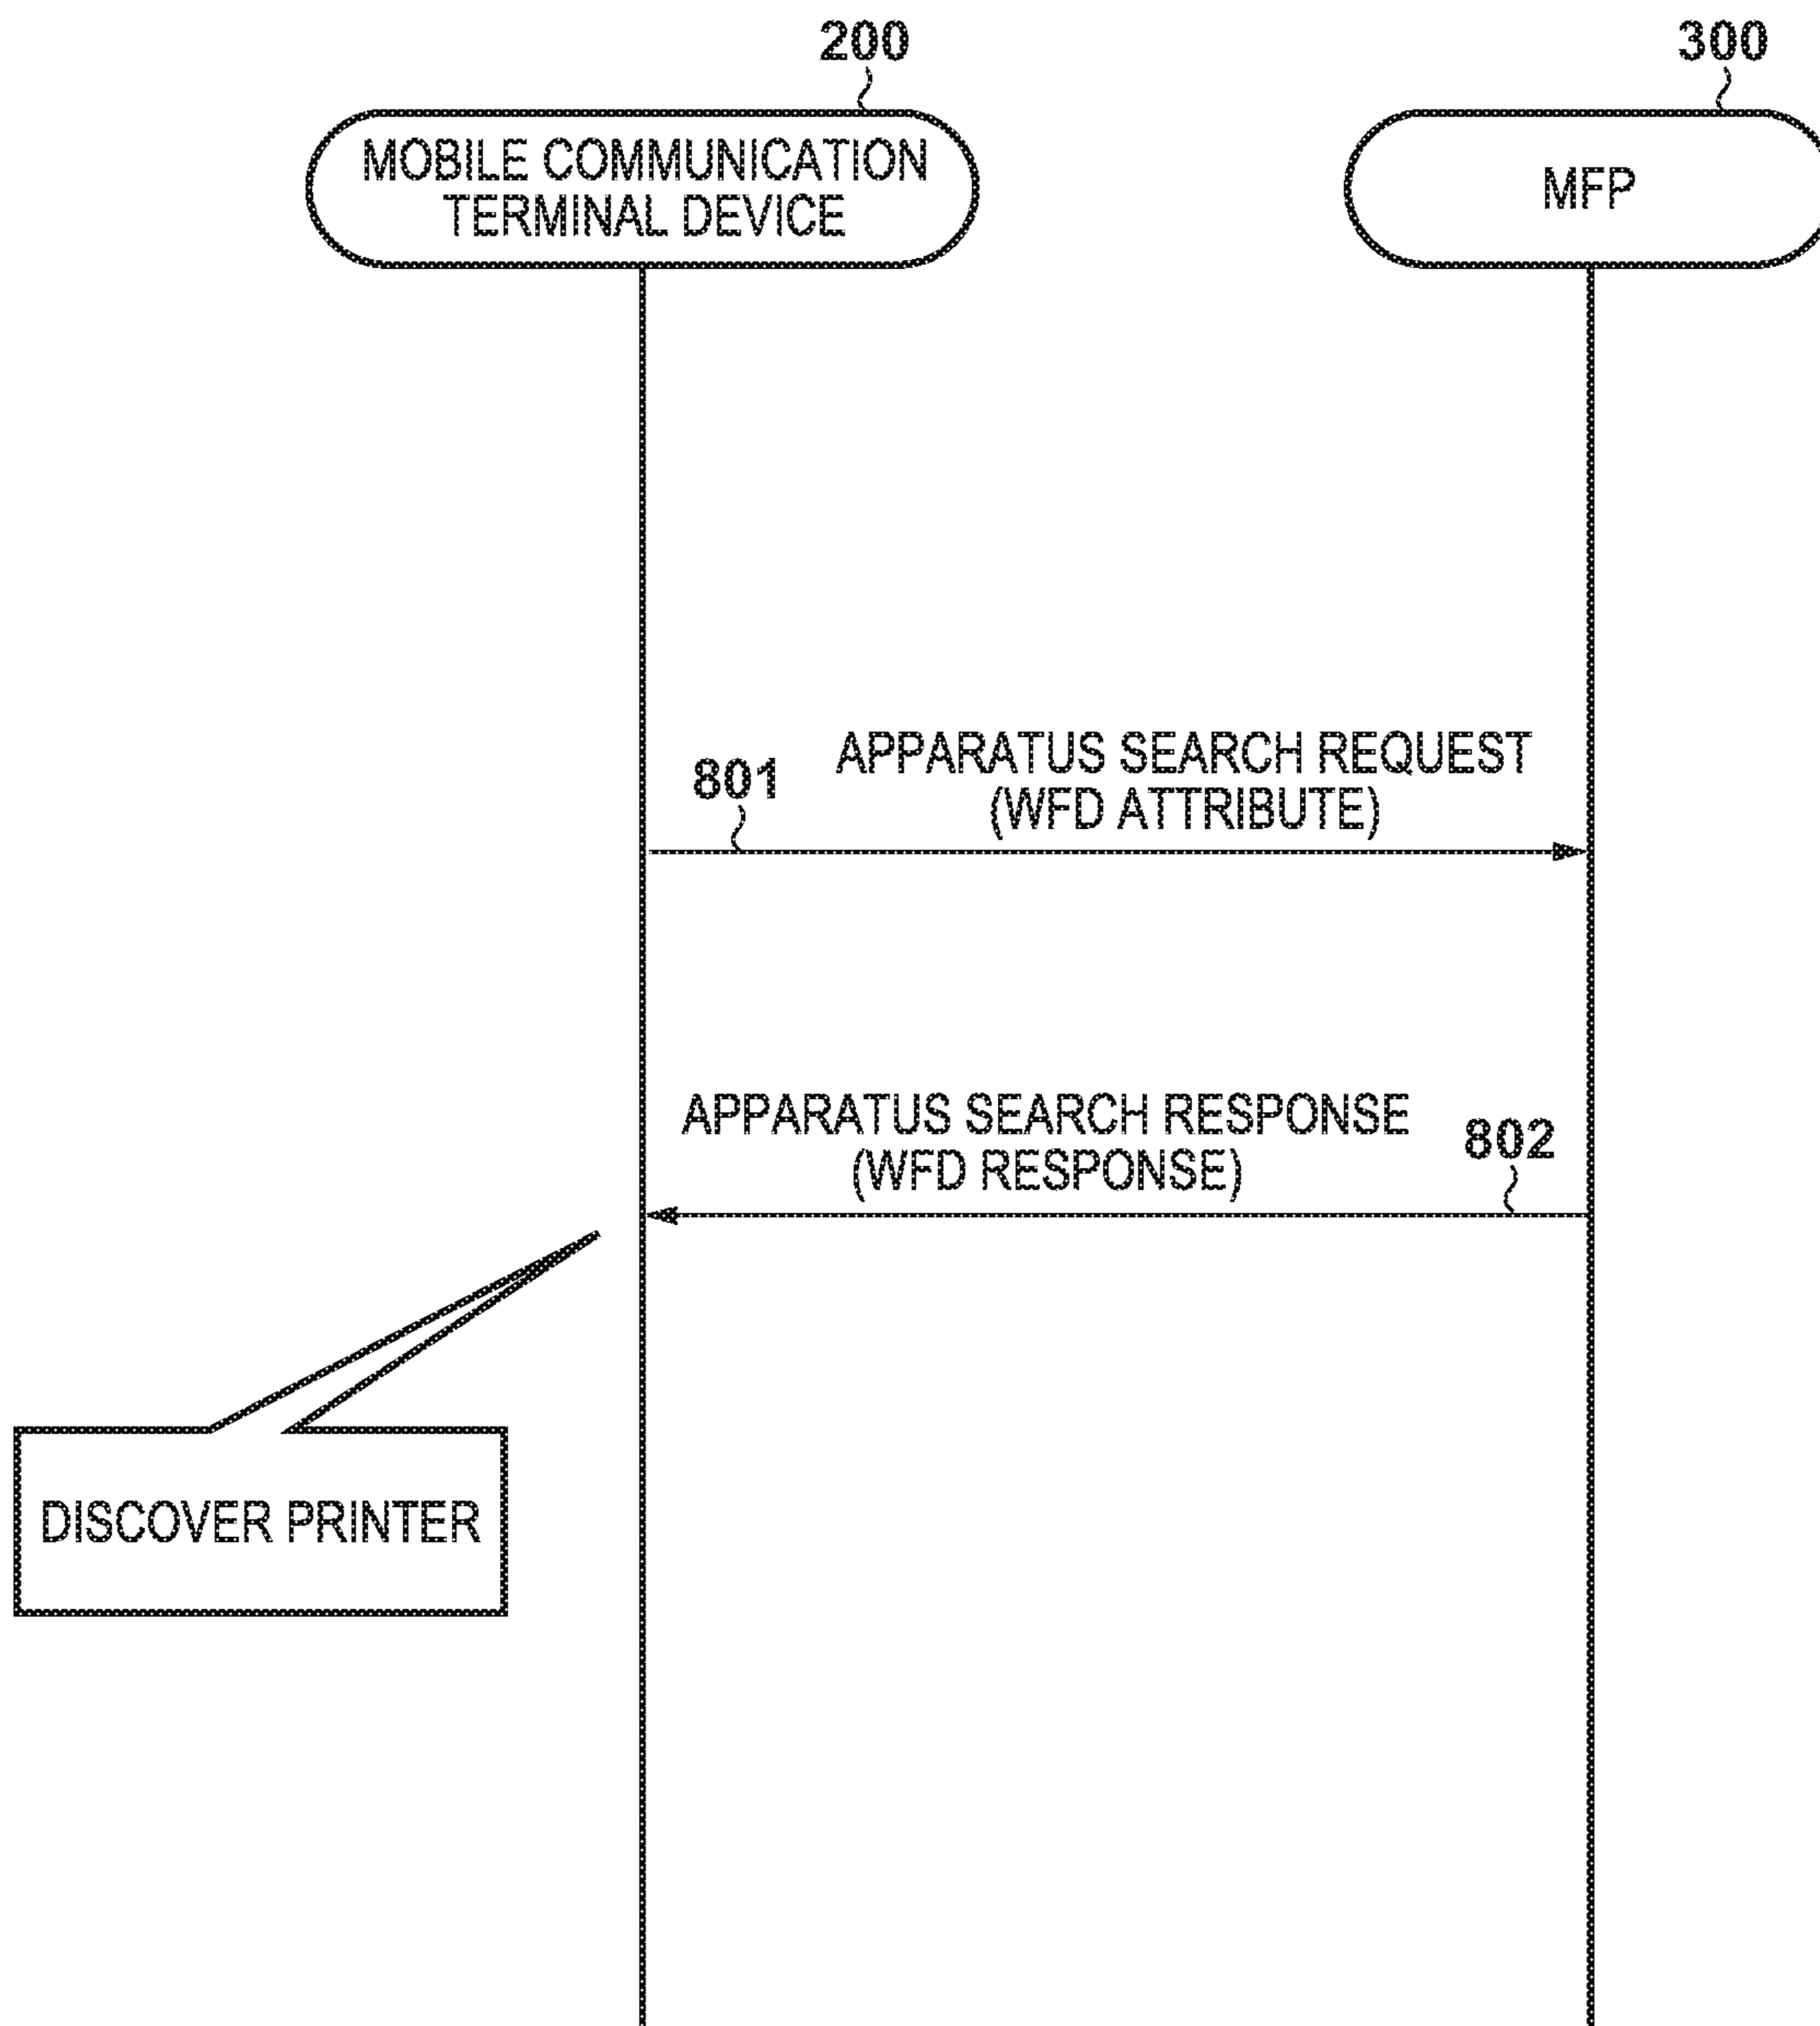 200
300
MOBILE COMMUNICATION
TERMINAL DEVICE
MFP
801
APPARATUS SEARCH REQUEST
(WFD ATTRIBUTE)
APPARATUS SEARCH RESPONSE
(WFD RESPONSE)
802
DISCOVER PRINTER